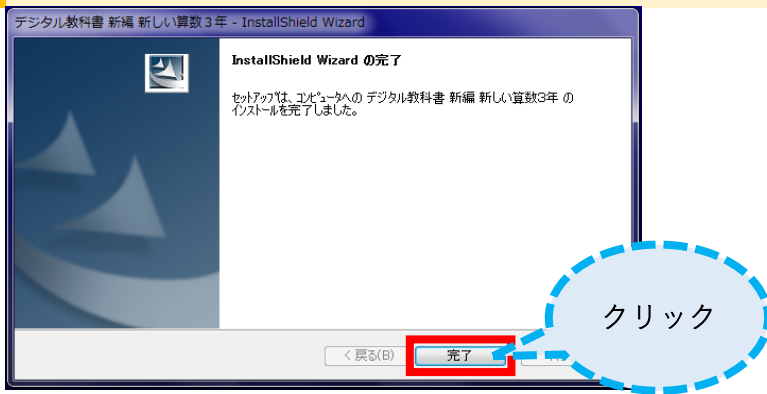 デジタル教科書 新編 新しい算数３年 - InstallShield Wizard
InstallShield Wizard の完了
セットアップは、コンピュータへの デジタル教科書 新編 新しい算数3年 の
インストールを完了しました。
< 戻る(B)
完了
クリック